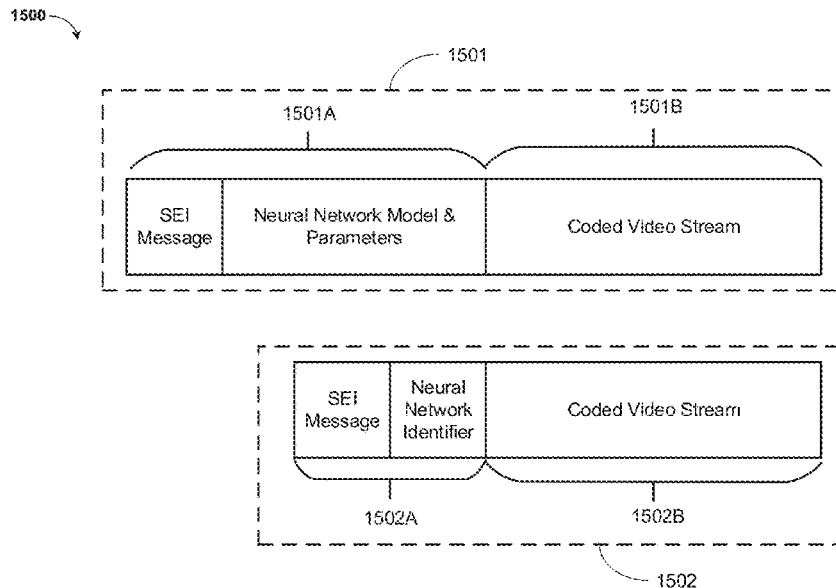 1500
1501
1501A
1501B
SEI
Message
Neural Network Model &
Parameters
Coded Video Stream
SEI
Message
Neural
Network
Identifier
Coded Video Stream
1502A
1502B
1502